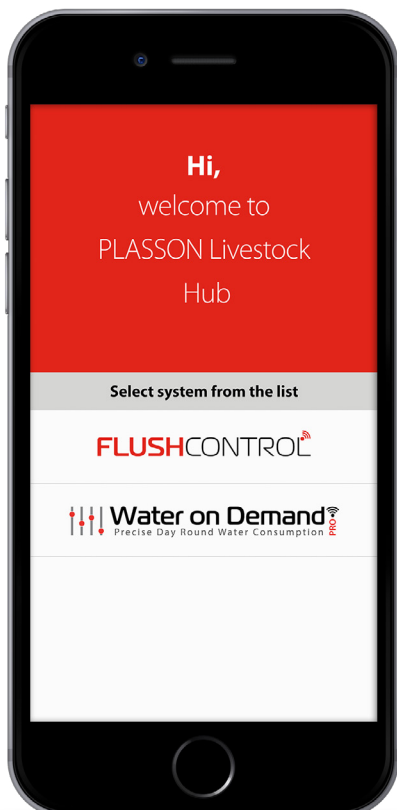 Hi,
welcome to
PLASSON Livestock
Hub
Select system from the list
FLUSHCONTROL
Water on Demand
Precise Day Round Water Consumption
PRO